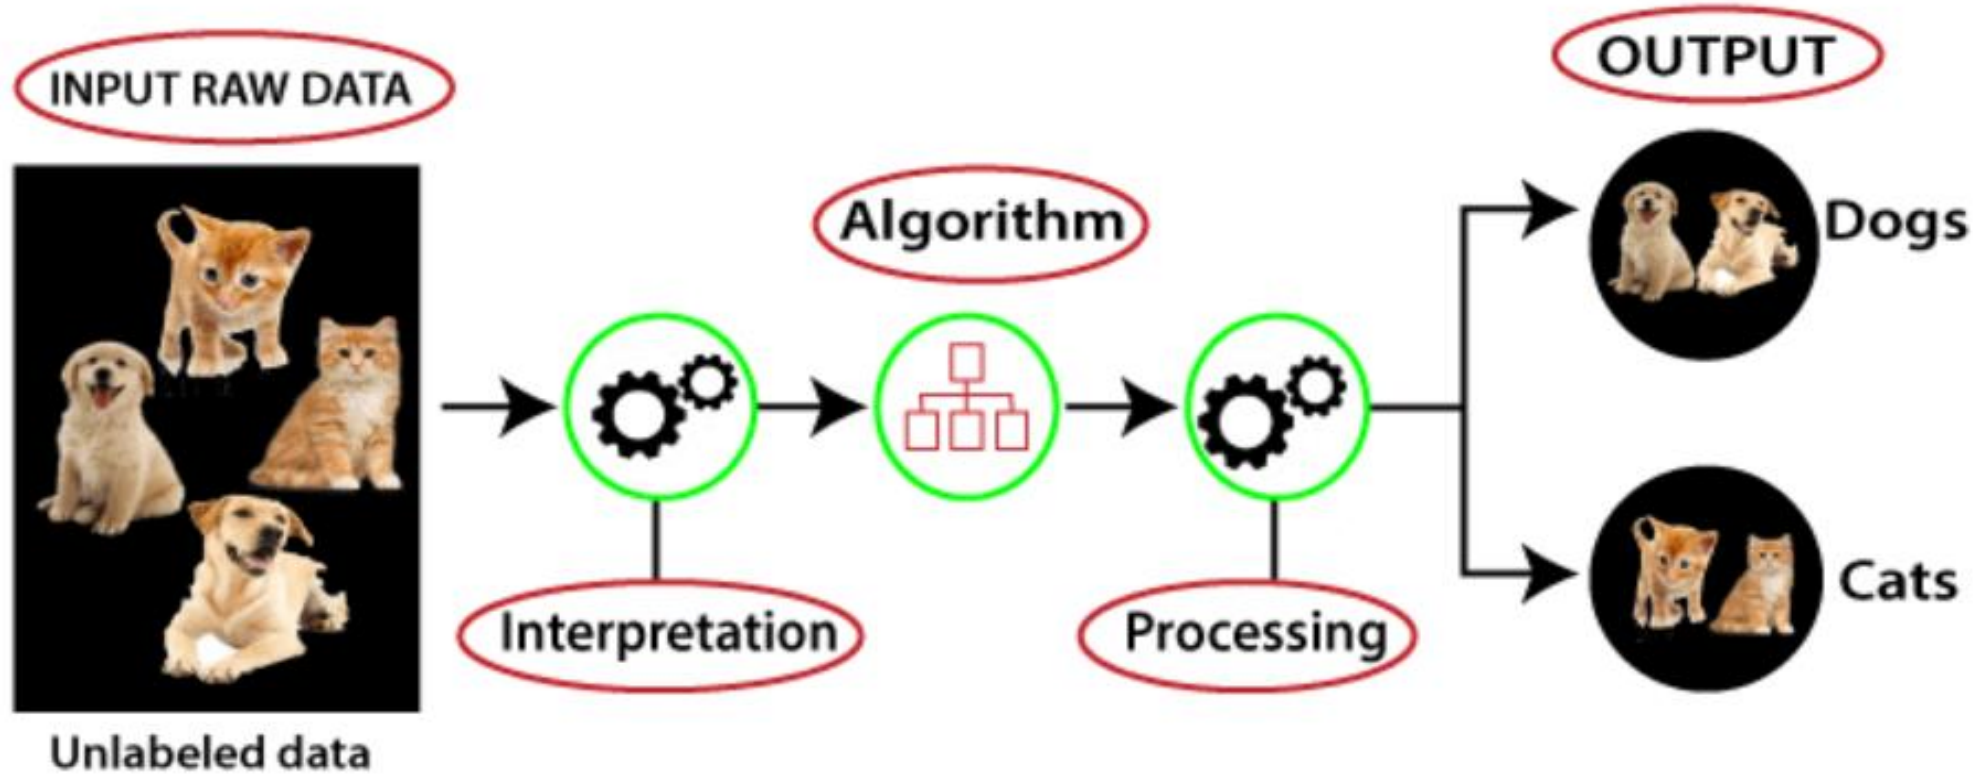 INPUT RAW DATA
OUTPUT
Algorithm
Dogs
Interpretation
Processing
Cats
Unlabeled data